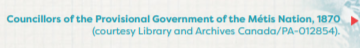 Councillors of the Provisional Government of the Métis Nation, 1870
(courtesy Library and Archives Canada/PA-012854).